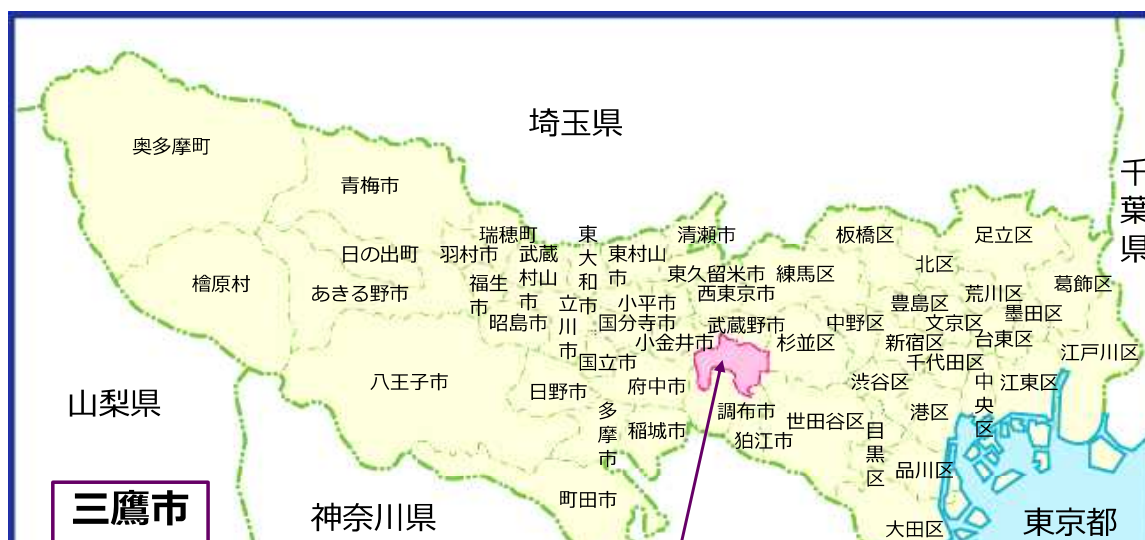 埼玉県
千葉県
奥多摩町
青梅市
瑞穂町
武蔵村山市
東大和市
東村山市
清瀬市
板橋区
足立区
日の出町
羽村市
東久留米市
練馬区
北区
檜原村
あきる野市
福生市
立川市
小平市
西東京市
豊島区
荒川区
葛飾区
昭島市
国分寺市
武蔵野市
中野区
文京区
墨田区
小金井市
杉並区
新宿区
台東区
国立市
千代田区
江戸川区
山梨県
八王子市
日野市
府中市
渋谷区
中央区
江東区
多摩市
稲城市
調布市
狛江市
世田谷区
目黒区
港区
品川区
町田市
三鷹市
神奈川県
大田区
東京都